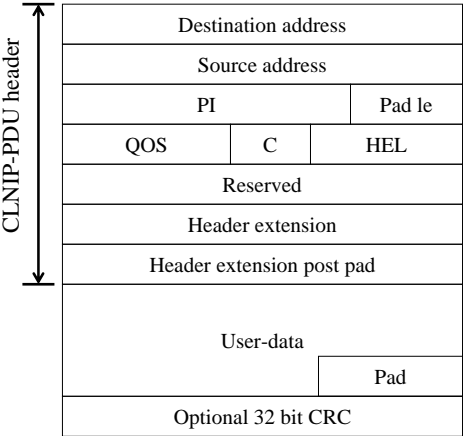 CLNIP-PDU header
Destination address
Source address
PI Pad le
QOS C HEL
Reserved
Header extension
Header extension post pad
User-data
Pad
Optional 32 bit CRC